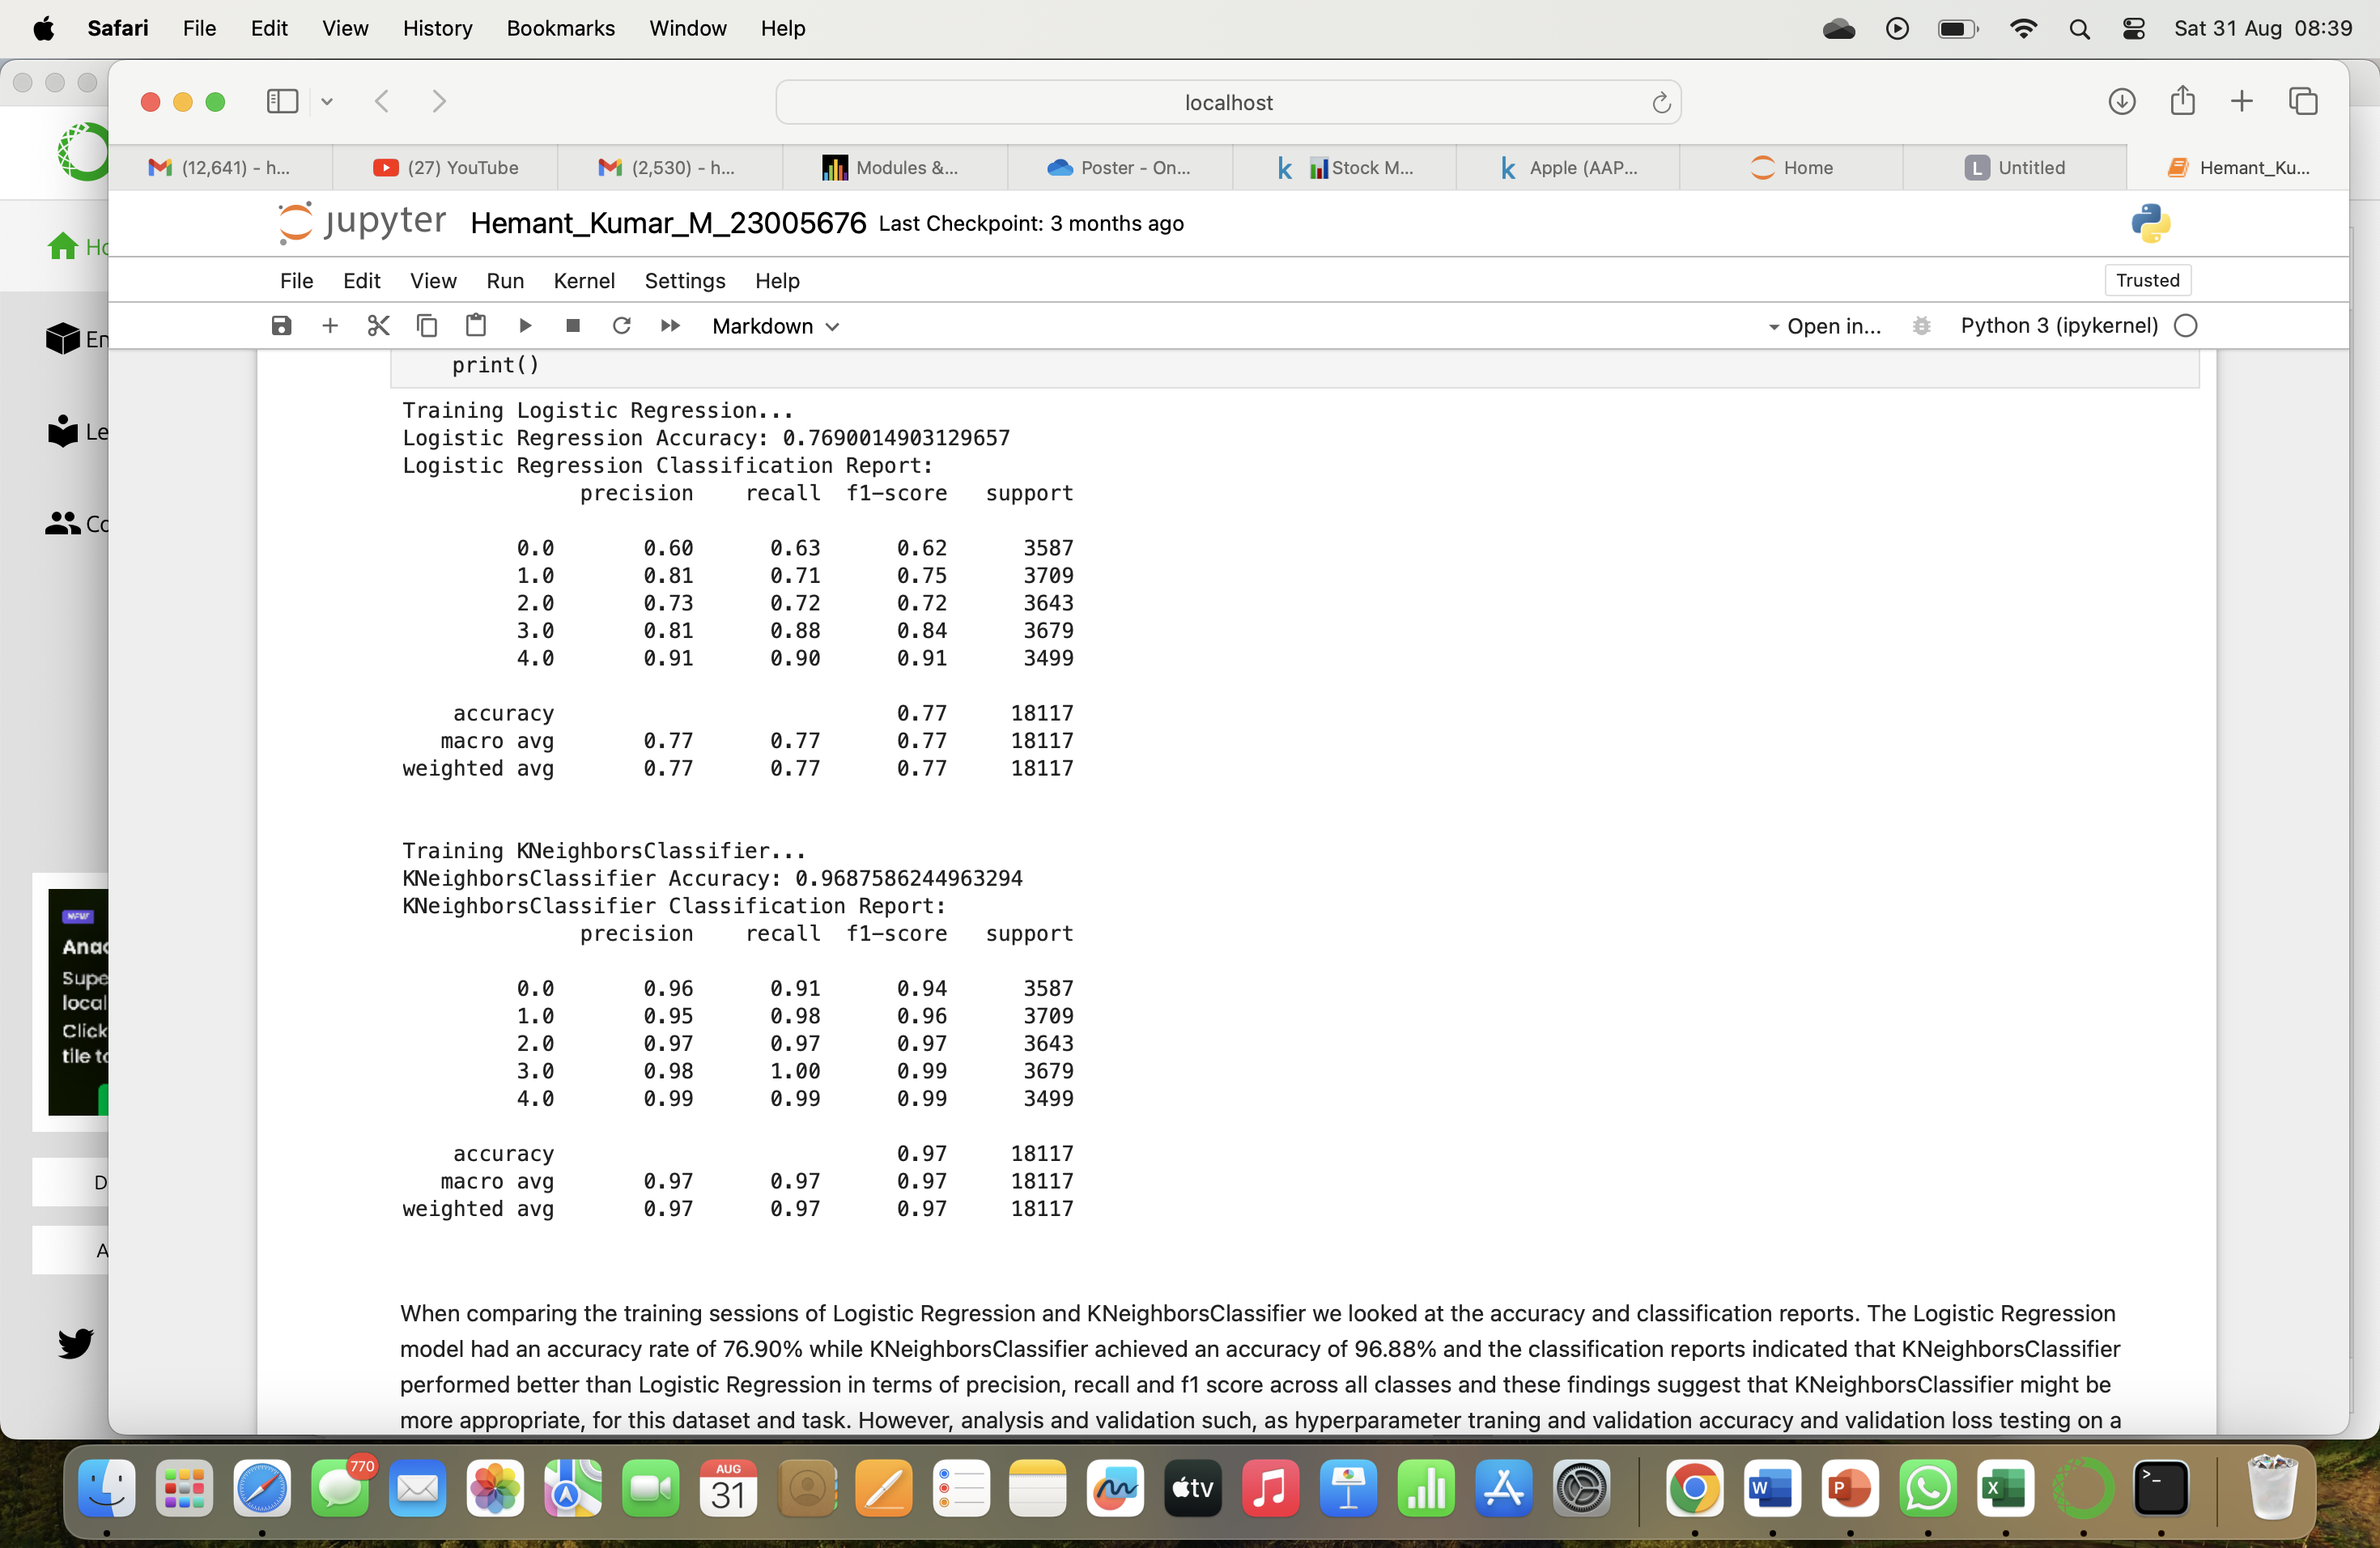 Safari File Edit View History Bookmarks Window Help Sat 31 Aug 08:39
localhost
(12,641) - h... (27) YouTube (2,530) - h... Modules &... Poster - On... Stock M... Apple (AAP... Home L Untitled Hemant_Ku...
jupyter Hemant_Kumar_M_23005676 Last Checkpoint: 3 months ago
File Edit View Run Kernel Settings Help Trusted
Markdown Open in... Python 3 (ipykernel)
print()
Training Logistic Regression...
Logistic Regression Accuracy: 0.7690014903129657
Logistic Regression Classification Report:
precision recall f1-score support
0.0 0.60 0.63 0.62 3587
1.0 0.81 0.71 0.75 3709
2.0 0.73 0.72 0.72 3643
3.0 0.81 0.88 0.84 3679
4.0 0.91 0.90 0.91 3499
accuracy 0.77 18117
macro avg 0.77 0.77 0.77 18117
weighted avg 0.77 0.77 0.77 18117
Training KNeighborsClassifier...
KNeighborsClassifier Accuracy: 0.9687586244963294
KNeighborsClassifier Classification Report:
precision recall f1-score support
0.0 0.96 0.91 0.94 3587
1.0 0.95 0.98 0.96 3709
2.0 0.97 0.97 0.97 3643
3.0 0.98 1.00 0.99 3679
4.0 0.99 0.99 0.99 3499
accuracy 0.97 18117
macro avg 0.97 0.97 0.97 18117
weighted avg 0.97 0.97 0.97 18117
When comparing the training sessions of Logistic Regression and KNeighborsClassifier we looked at the accuracy and classification reports. The Logistic Regression
model had an accuracy rate of 76.90% while KNeighborsClassifier achieved an accuracy of 96.88% and the classification reports indicated that KNeighborsClassifier
performed better than Logistic Regression in terms of precision, recall and f1 score across all classes and these findings suggest that KNeighborsClassifier might be
more appropriate, for this dataset and task. However, analysis and validation such, as hyperparameter traning and validation accuracy and validation loss testing on a
Ho
En
Le
Co
NEW
Anac
Supe
local
Click
tile to
D
A
770
AUG
31
tv
W
P
X